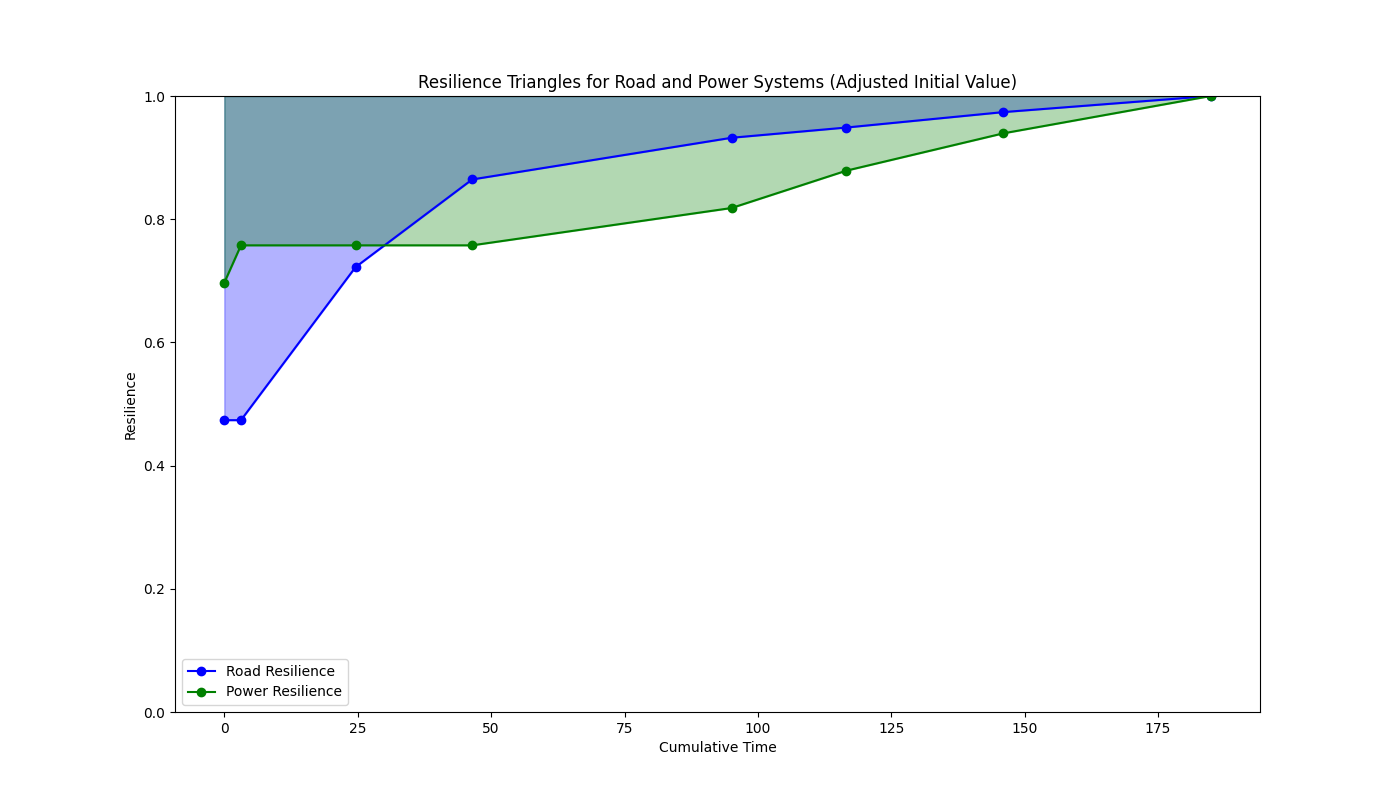 Resilience Triangles for Road and Power Systems (Adjusted Initial Value)
1.0
0.8
0.6
0.4
0.2
0.0
Resilience
Road Resilience
Power Resilience
0 25 50 75 100 125 150 175
Cumulative Time